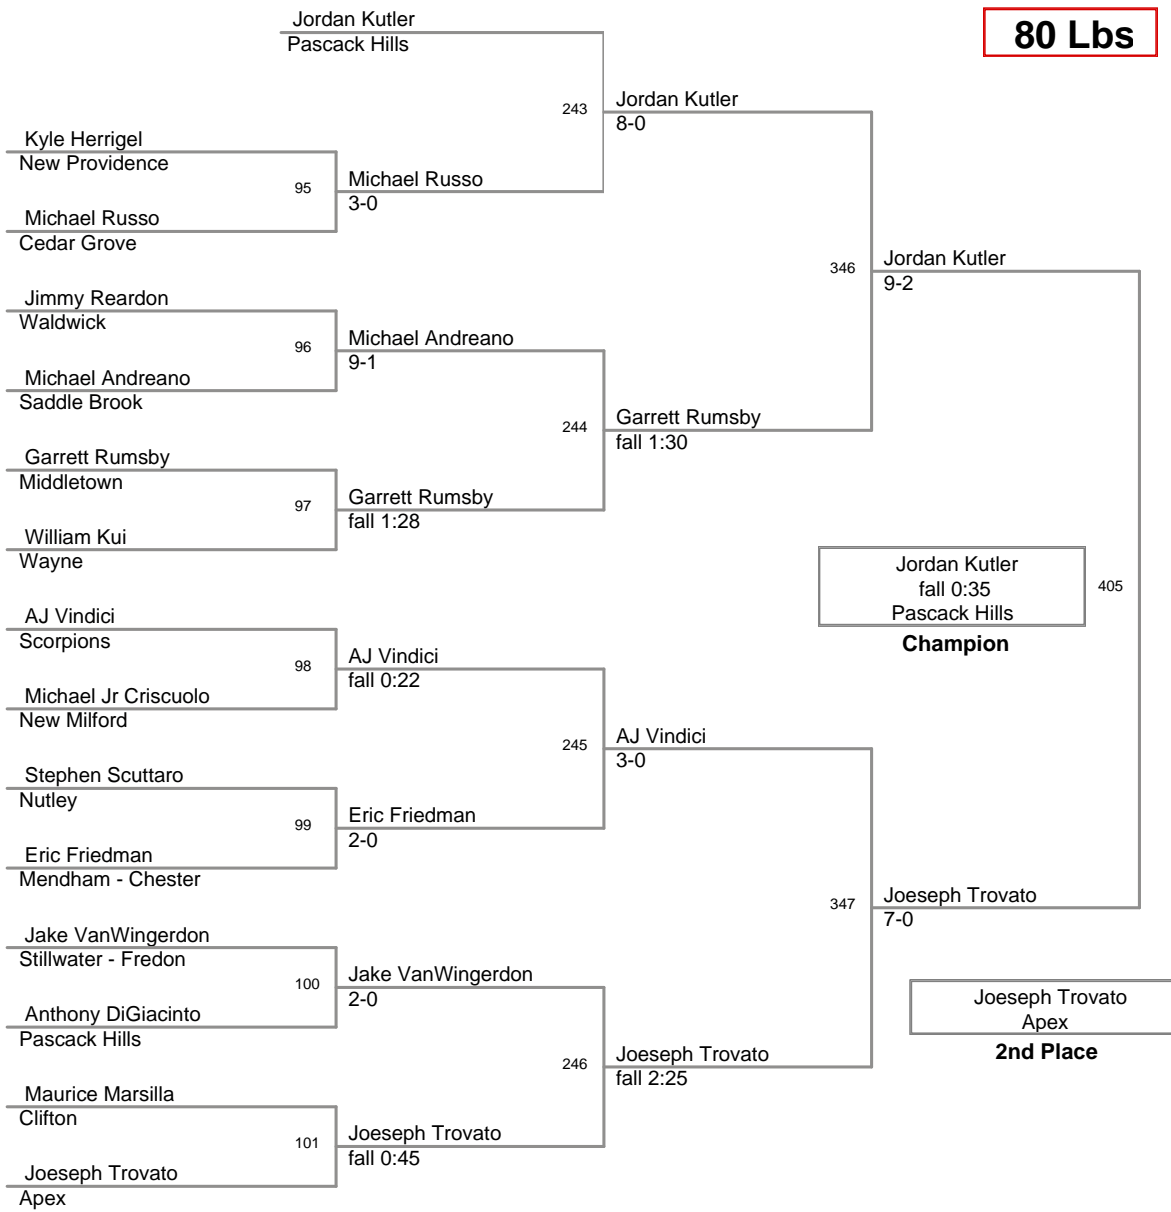 Jordan Kutler
Pascack Hills
80 Lbs
243
Jordan Kutler
8-0
Kyle Herrigel
New Providence
95
Michael Russo
3-0
Michael Russo
Cedar Grove
346
Jordan Kutler
9-2
Jimmy Reardon
Waldwick
96
Michael Andreano
9-1
Michael Andreano
Saddle Brook
244
Garrett Rumsby
fall 1:30
Garrett Rumsby
Middletown
97
Garrett Rumsby
fall 1:28
William Kui
Wayne
Jordan Kutler
fall 0:35
Pascack Hills
405
Champion
AJ Vindici
Scorpions
98
AJ Vindici
fall 0:22
Michael Jr Criscuolo
New Milford
245
AJ Vindici
3-0
Stephen Scuttaro
Nutley
99
Eric Friedman
2-0
Eric Friedman
Mendham - Chester
347
Joeseph Trovato
7-0
Jake VanWingerdon
Stillwater - Fredon
100
Jake VanWingerdon
2-0
Anthony DiGiacinto
Pascack Hills
Joeseph Trovato
Apex
2nd Place
246
Joeseph Trovato
fall 2:25
Maurice Marsilla
Clifton
101
Joeseph Trovato
fall 0:45
Joeseph Trovato
Apex